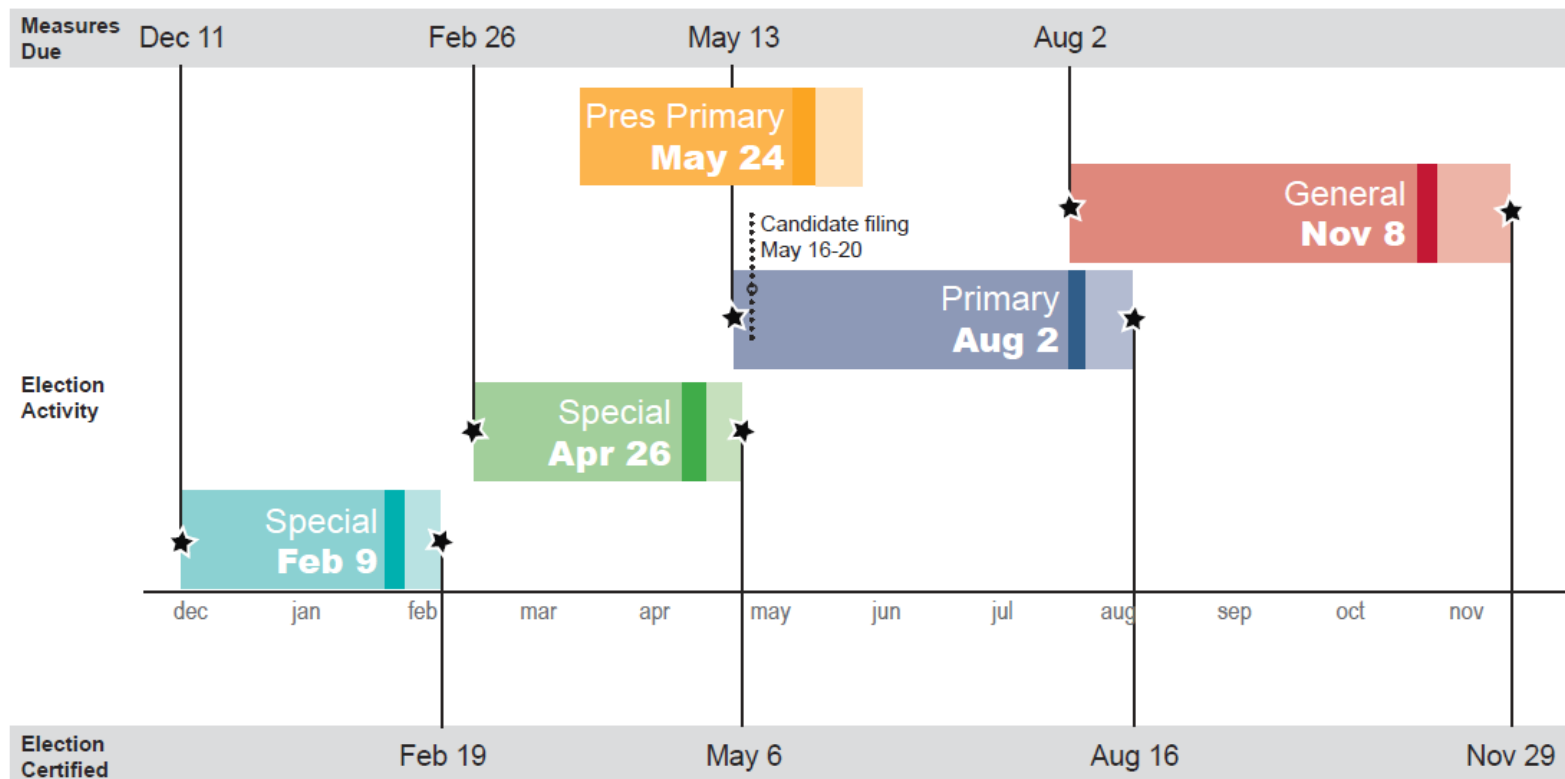 Measures
Due
Dec 11
Feb 26
May 13
Aug 2
Pres Primary
May 24
General
Nov 8
Candidate filing
May 16-20
Primary
Aug 2
Election
Activity
Special
Apr 26
Special
Feb 9
dec jan feb mar apr may jun jul aug sep oct nov
Election
Certified
Feb 19
May 6
Aug 16
Nov 29